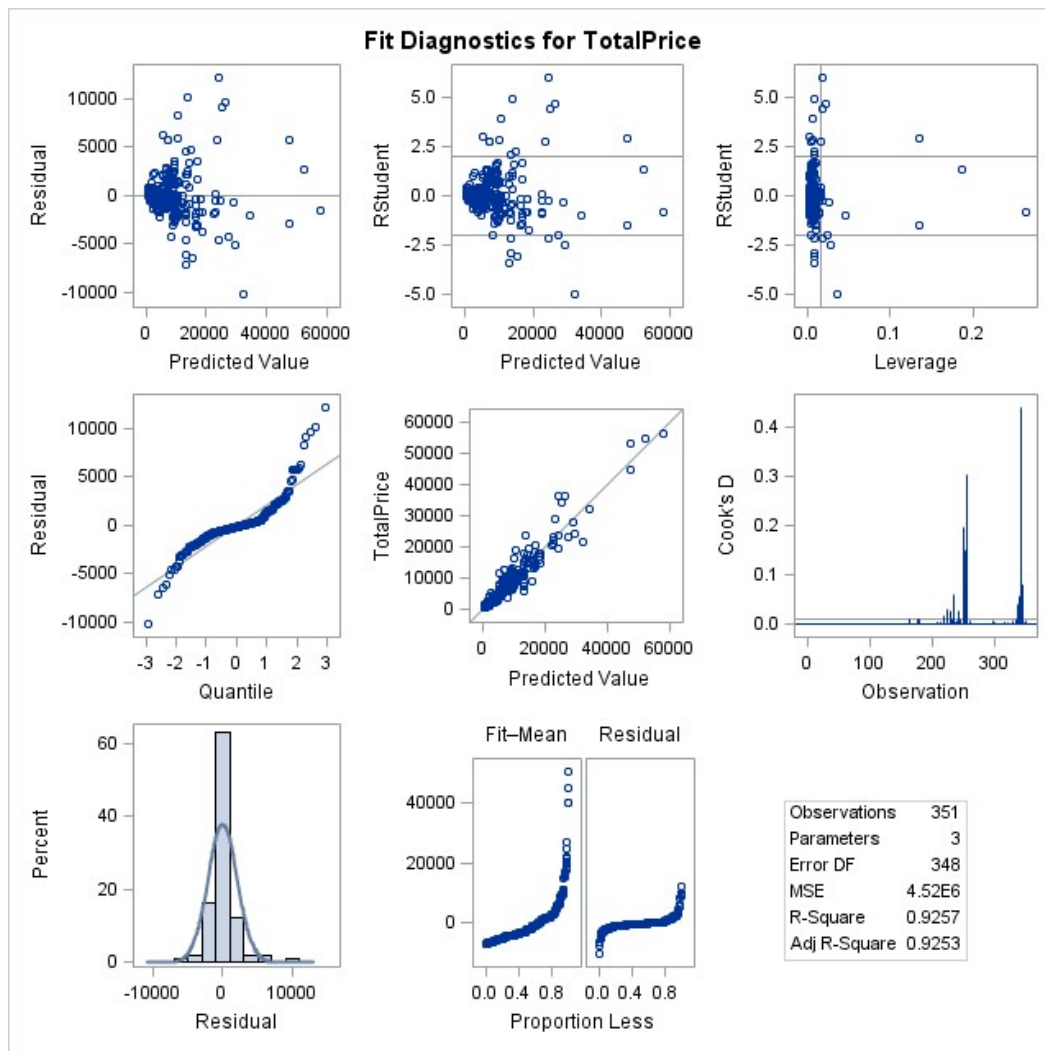 Fit Diagnostics for TotalPrice
10000
5000
0
-5000
-10000
Residual
0 20000 40000 60000
Predicted Value
5.0
2.5
0.0
-2.5
-5.0
RStudent
0 20000 40000 60000
Predicted Value
5.0
2.5
0.0
-2.5
-5.0
RStudent
0.0 0.1 0.2
Leverage
10000
5000
0
-5000
-10000
Residual
-3 -2 -1 0 1 2 3
Quantile
60000
50000
40000
30000
20000
10000
0
TotalPrice
0 20000 40000 60000
Predicted Value
0.4
0.3
0.2
0.1
0.0
Cook's D
0 100 200 300
Observation
60
40
20
0
Percent
-10000 0 10000
Residual
Fit–Mean Residual
40000
20000
0
0.0 0.4 0.8 0.0 0.4 0.8
Proportion Less
Observations 351
Parameters 3
Error DF 348
MSE 4.52E6
R-Square 0.9257
Adj R-Square 0.9253